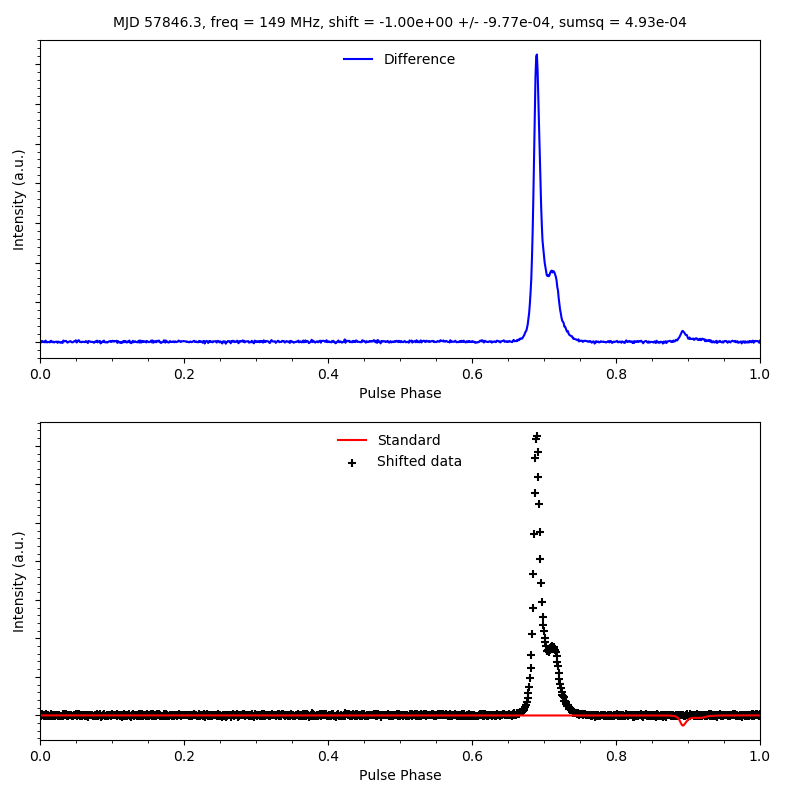 MJD 57846.3, freq = 149 MHz, shift = -1.00e+00 +/- -9.77e-04, sumsq = 4.93e-04
Difference
Intensity (a.u.)
0.0 0.2 0.4 0.6 0.8 1.0
Pulse Phase
Standard
Shifted data
Intensity (a.u.)
0.0 0.2 0.4 0.6 0.8 1.0
Pulse Phase